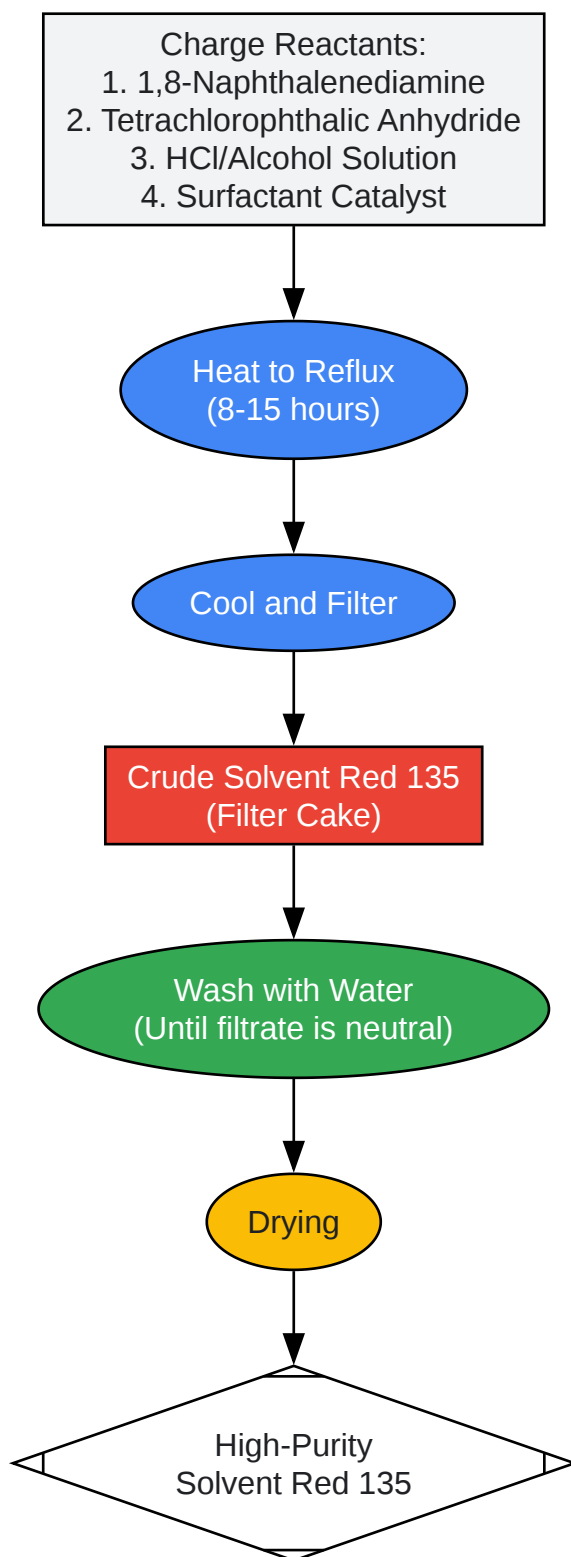 Charge Reactants:
1. 1,8-Naphthalenediamine
2. Tetrachlorophthalic Anhydride
3. HCl/Alcohol Solution
4. Surfactant Catalyst
Heat to Reflux
(8-15 hours)
Cool and Filter
Crude Solvent Red 135
(Filter Cake)
Wash with Water
(Until filtrate is neutral)
Drying
High-Purity
Solvent Red 135